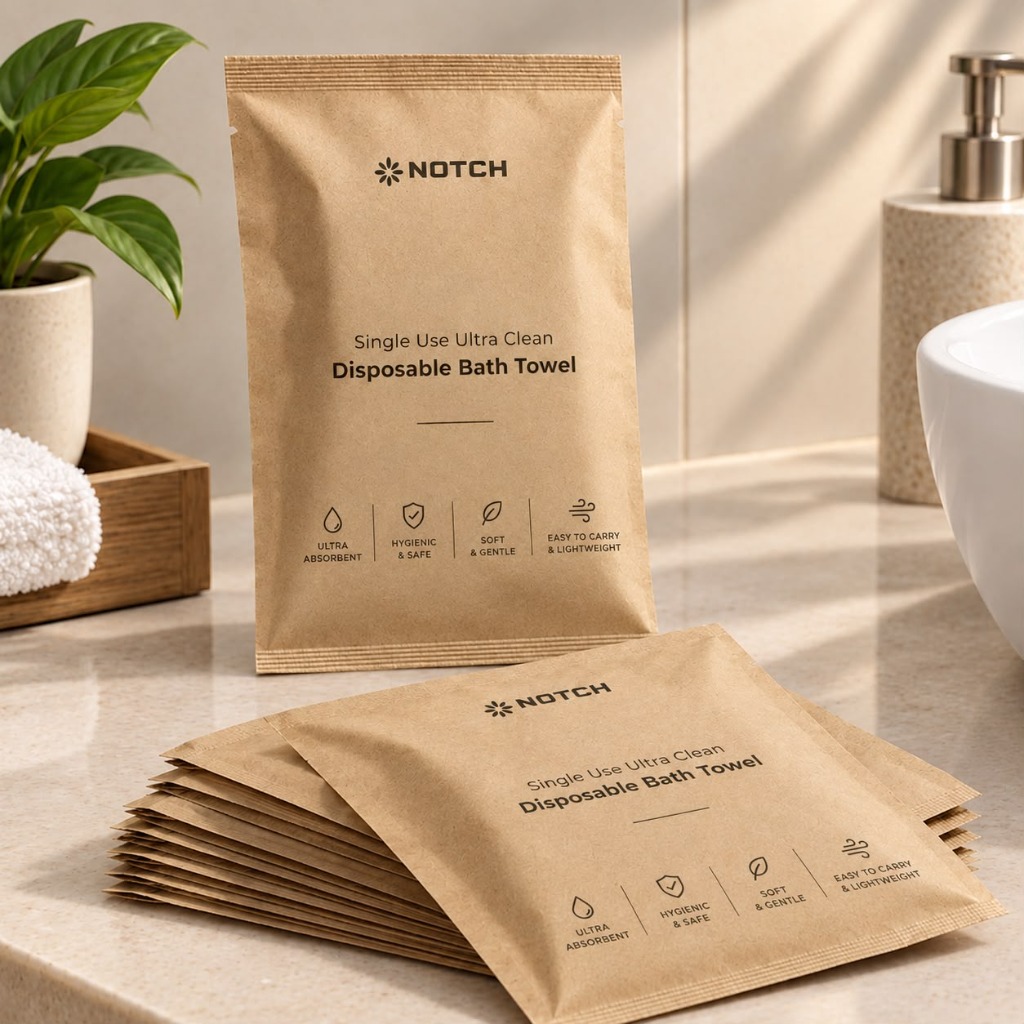 NOTCH
Single Use Ultra Clean
Disposable Bath Towel
ULTRA
ABSORBENT
HYGIENIC
& SAFE
SOFT
& GENTLE
EASY TO CARRY
& LIGHTWEIGHT
NOTCH
Single Use Ultra Clean
Disposable Bath Towel
ULTRA
ABSORBENT
HYGIENIC
& SAFE
SOFT
& GENTLE
EASY TO CARRY
& LIGHTWEIGHT